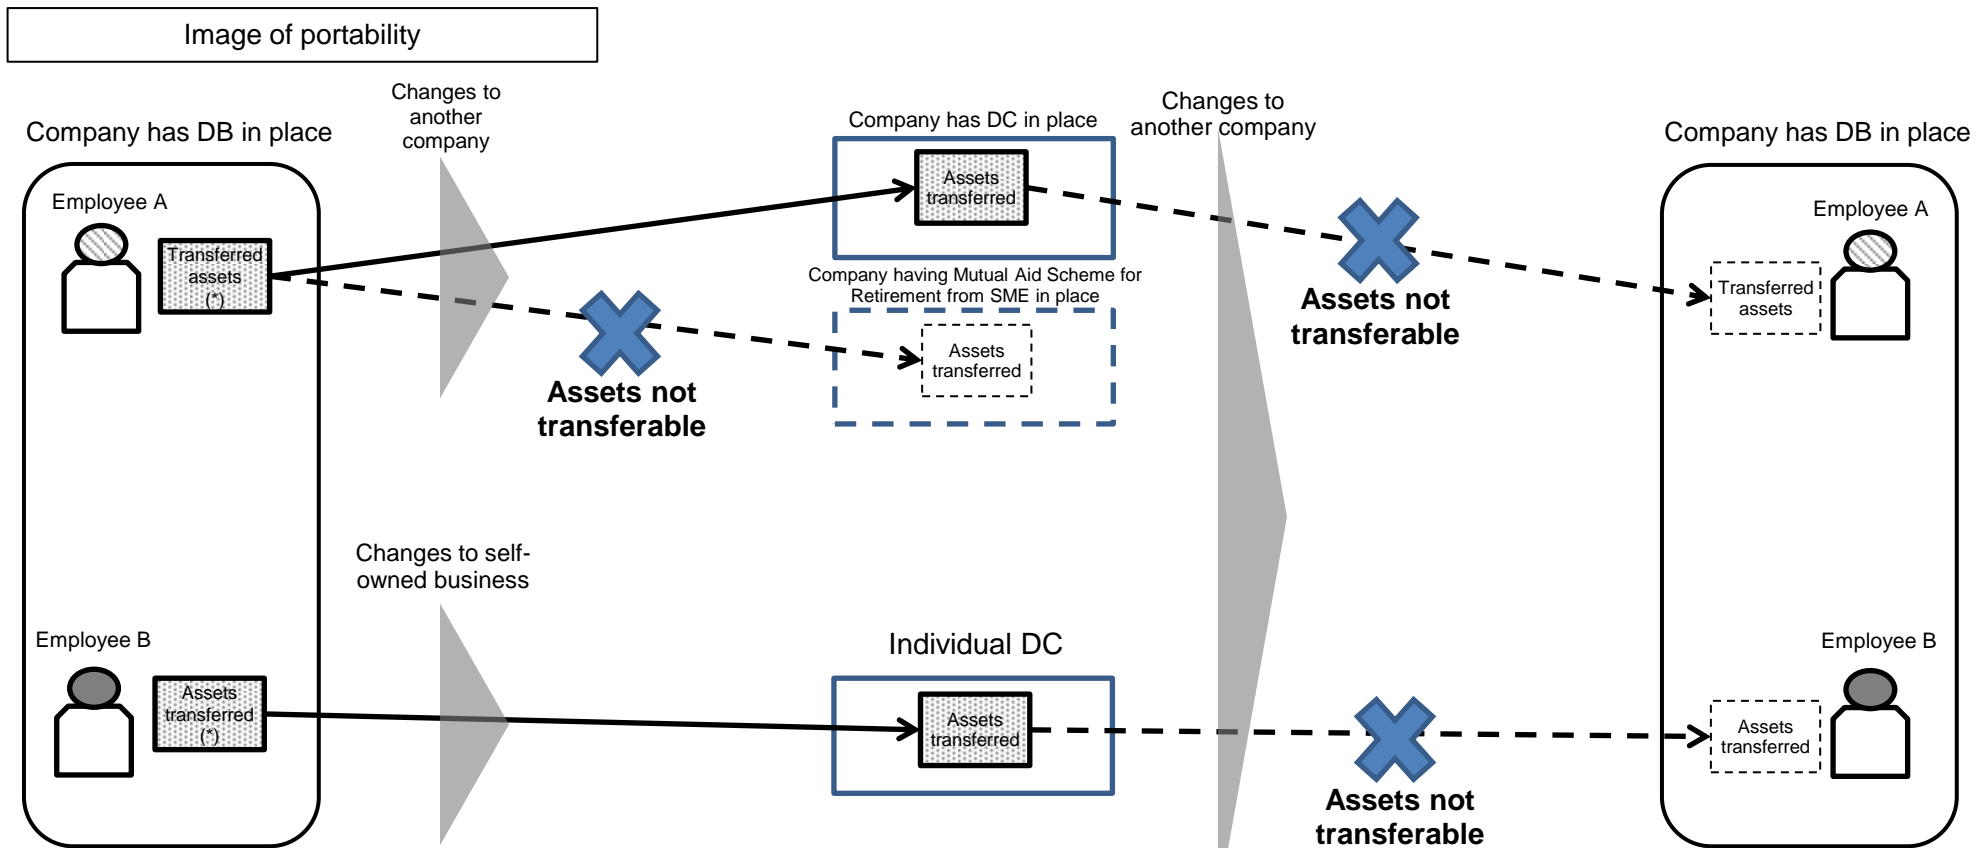 Image of portability
Changes to
another
company
Company has DB in place
Employee A
Transferred
assets
(*)
Company has DC in place
Assets
transferred
Changes to
another company
Company has DB in place
Employee A
Transferred
assets
Assets not
transferable
Company having Mutual Aid Scheme for
Retirement from SME in place
Assets
transferred
Assets not
transferable
Changes to self-
owned business
Employee B
Assets
transferred
(*)
Individual DC
Assets
transferred
Assets not
transferable
Employee B
Assets
transferred